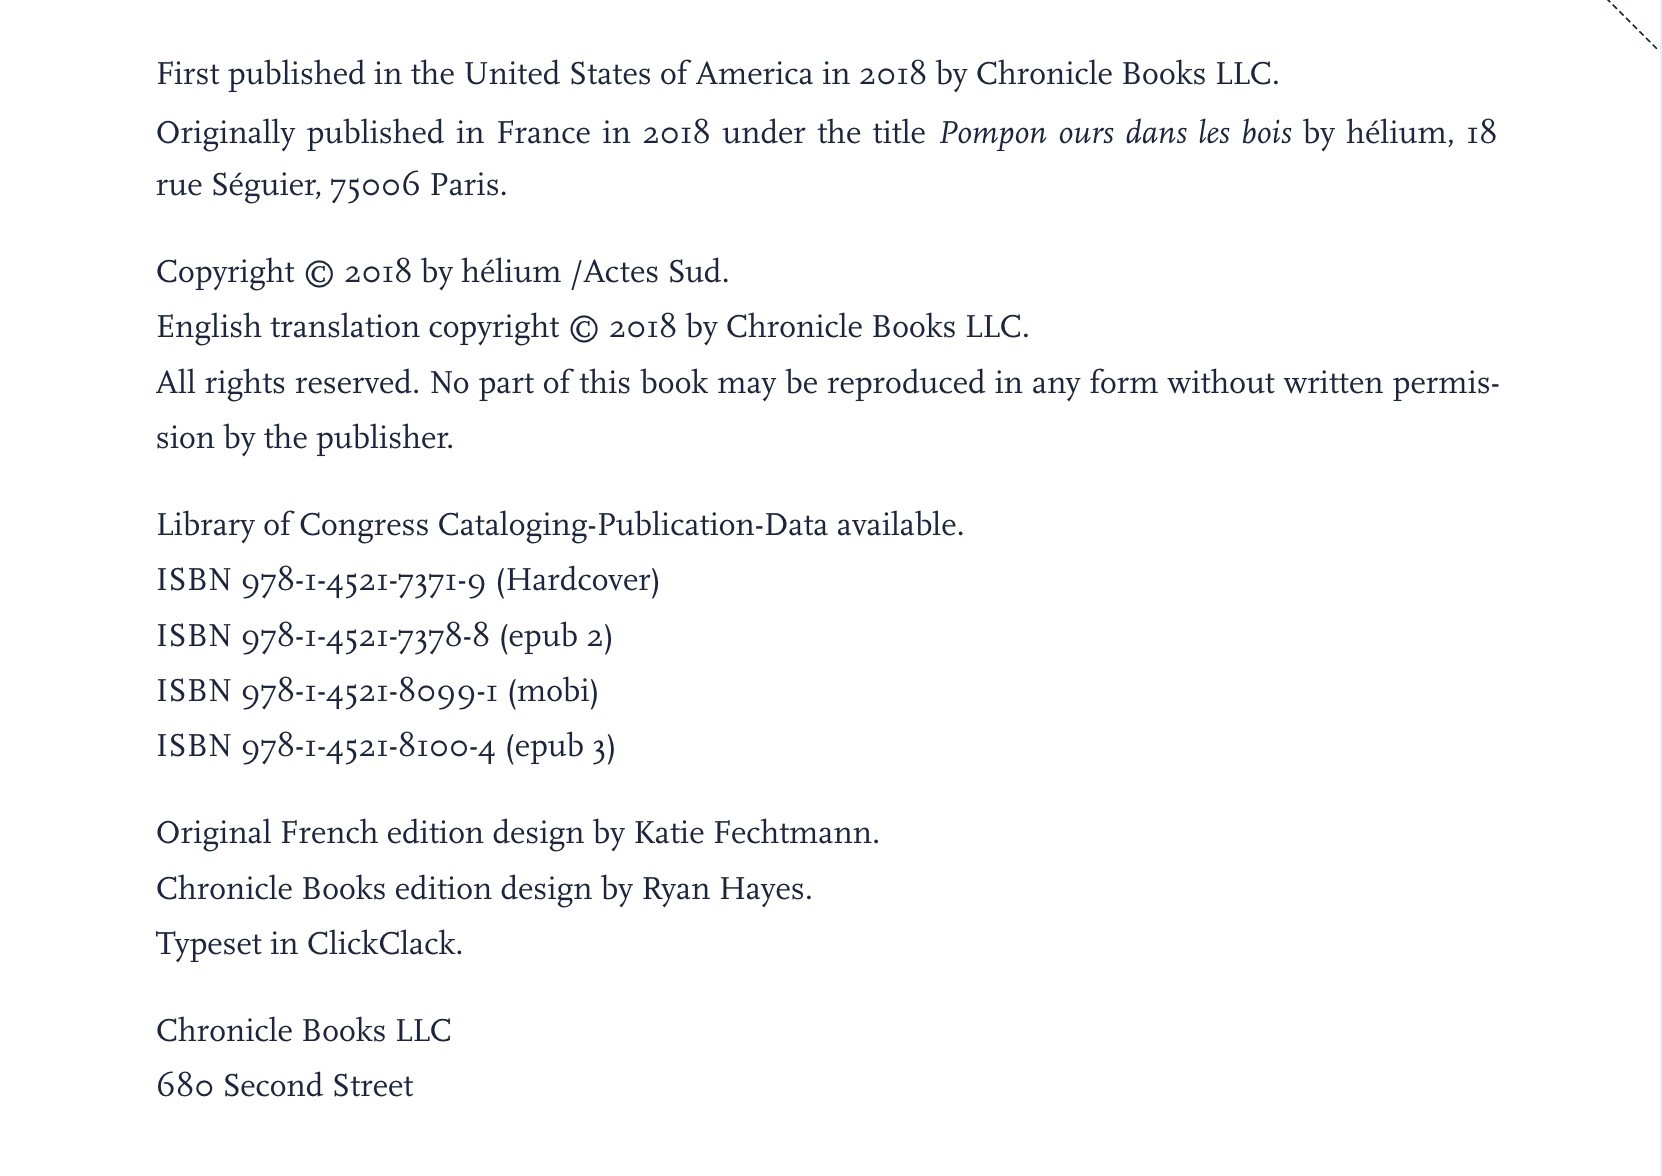 First published in the United States of America in 2018 by Chronicle Books LLC.
Originally published in France in 2018 under the title Pompon ours dans les bois by hélium, 18
rue Séguier, 75006 Paris.
Copyright © 2018 by hélium /Actes Sud.
English translation copyright © 2018 by Chronicle Books LLC.
All rights reserved. No part of this book may be reproduced in any form without written permis-
sion by the publisher.
Library of Congress Cataloging-Publication-Data available.
ISBN 978-1-4521-7371-9 (Hardcover)
ISBN 978-1-4521-7378-8 (epub 2)
ISBN 978-1-4521-8099-1 (mobi)
ISBN 978-1-4521-8100-4 (epub 3)
Original French edition design by Katie Fechtmann.
Chronicle Books edition design by Ryan Hayes.
Typeset in ClickClack.
Chronicle Books LLC
680 Second Street